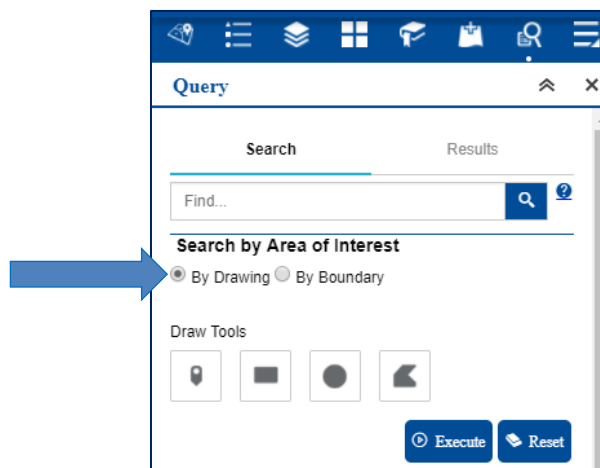 Query
Search Results
Find...
?
Search by Area of Interest
By Drawing By Boundary
Draw Tools
Execute Reset